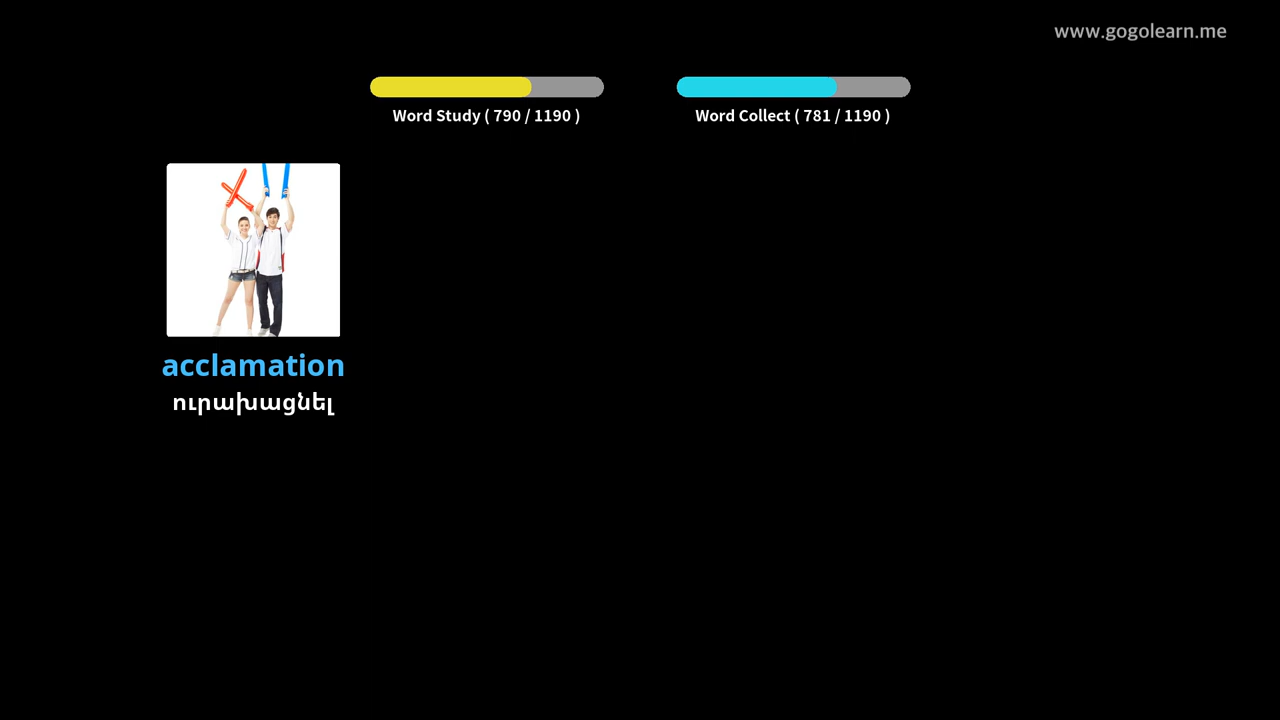 www.gogolearn.me
Word Study ( 790 / 1190 )
Word Collect ( 781 / 1190 )
acclamation
ուրախացնել